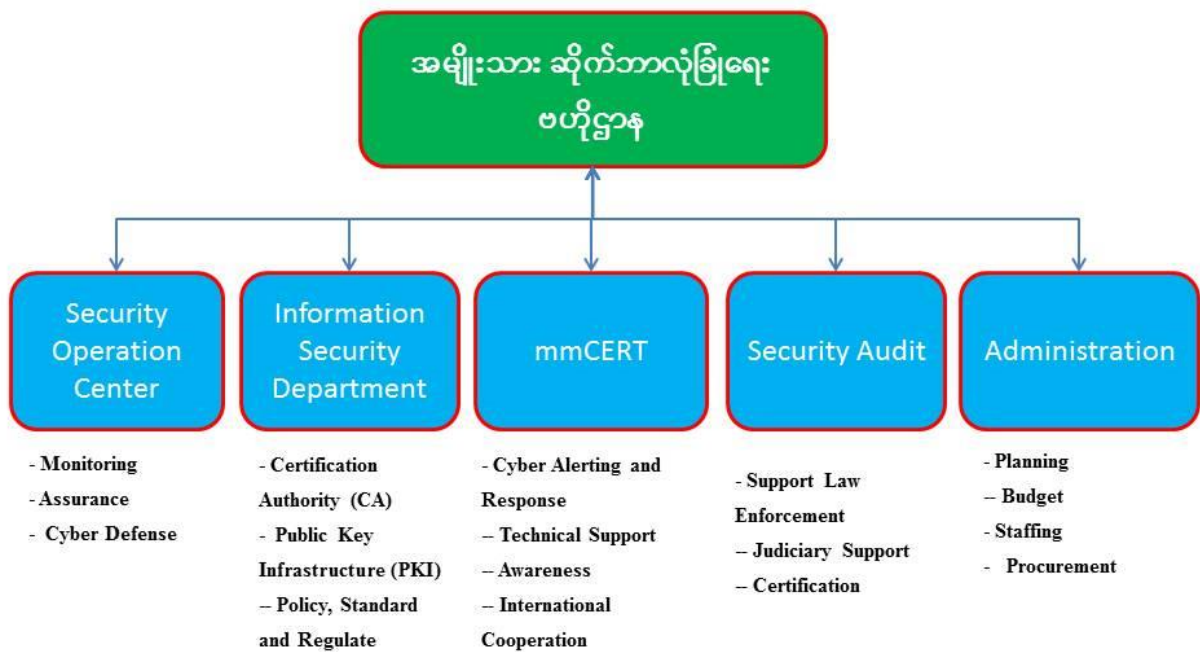 အမျိုးသား ဆိုက်ဘာလုံခြုံရေး
ဗဟိုဌာန
Security
Operation
Center
Information
Security
Department
mmCERT
Security Audit
Administration
- Monitoring
- Assurance
- Cyber Defense
- Certification
Authority (CA)
- Public Key
Infrastructure (PKI)
– Policy, Standard
and Regulate
- Cyber Alerting and
Response
– Technical Support
– Awareness
– International
Cooperation
- Support Law
Enforcement
– Judiciary Support
– Certification
- Planning
– Budget
- Staffing
- Procurement